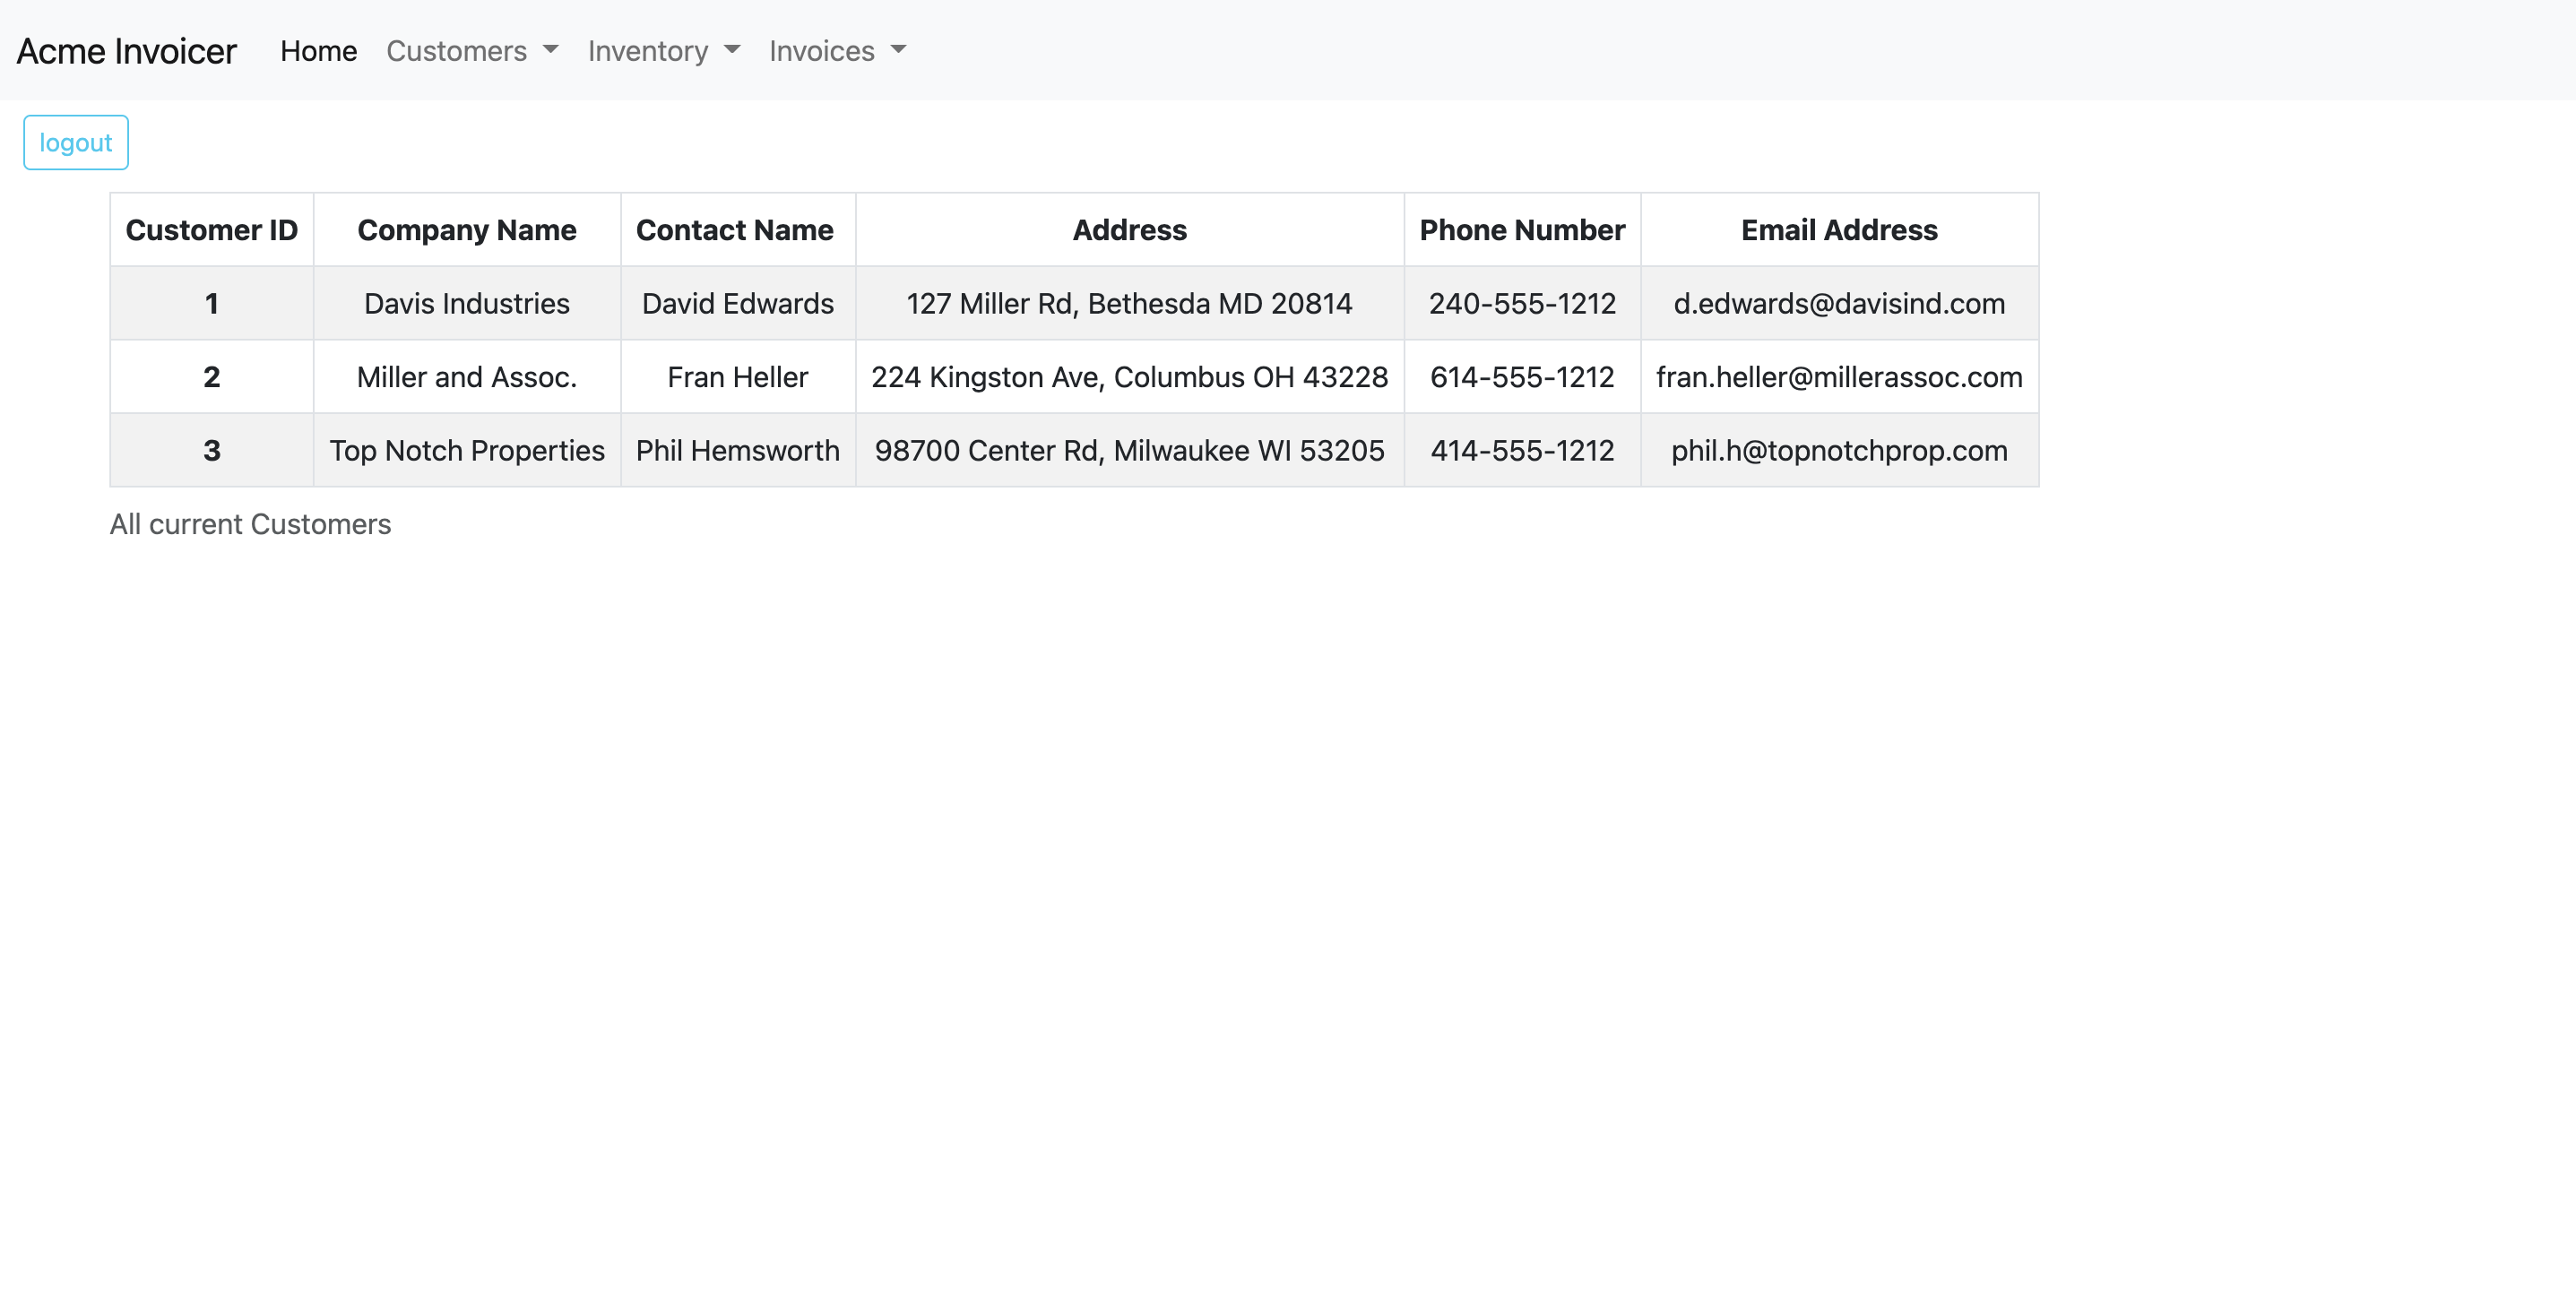 Acme Invoicer Home Customers Inventory Invoices
logout
Customer ID Company Name Contact Name Address Phone Number Email Address
1 Davis Industries David Edwards 127 Miller Rd, Bethesda MD 20814 240-555-1212 d.edwards@davisind.com
2 Miller and Assoc. Fran Heller 224 Kingston Ave, Columbus OH 43228 614-555-1212 fran.heller@millerassoc.com
3 Top Notch Properties Phil Hemsworth 98700 Center Rd, Milwaukee WI 53205 414-555-1212 phil.h@topnotchprop.com
All current Customers